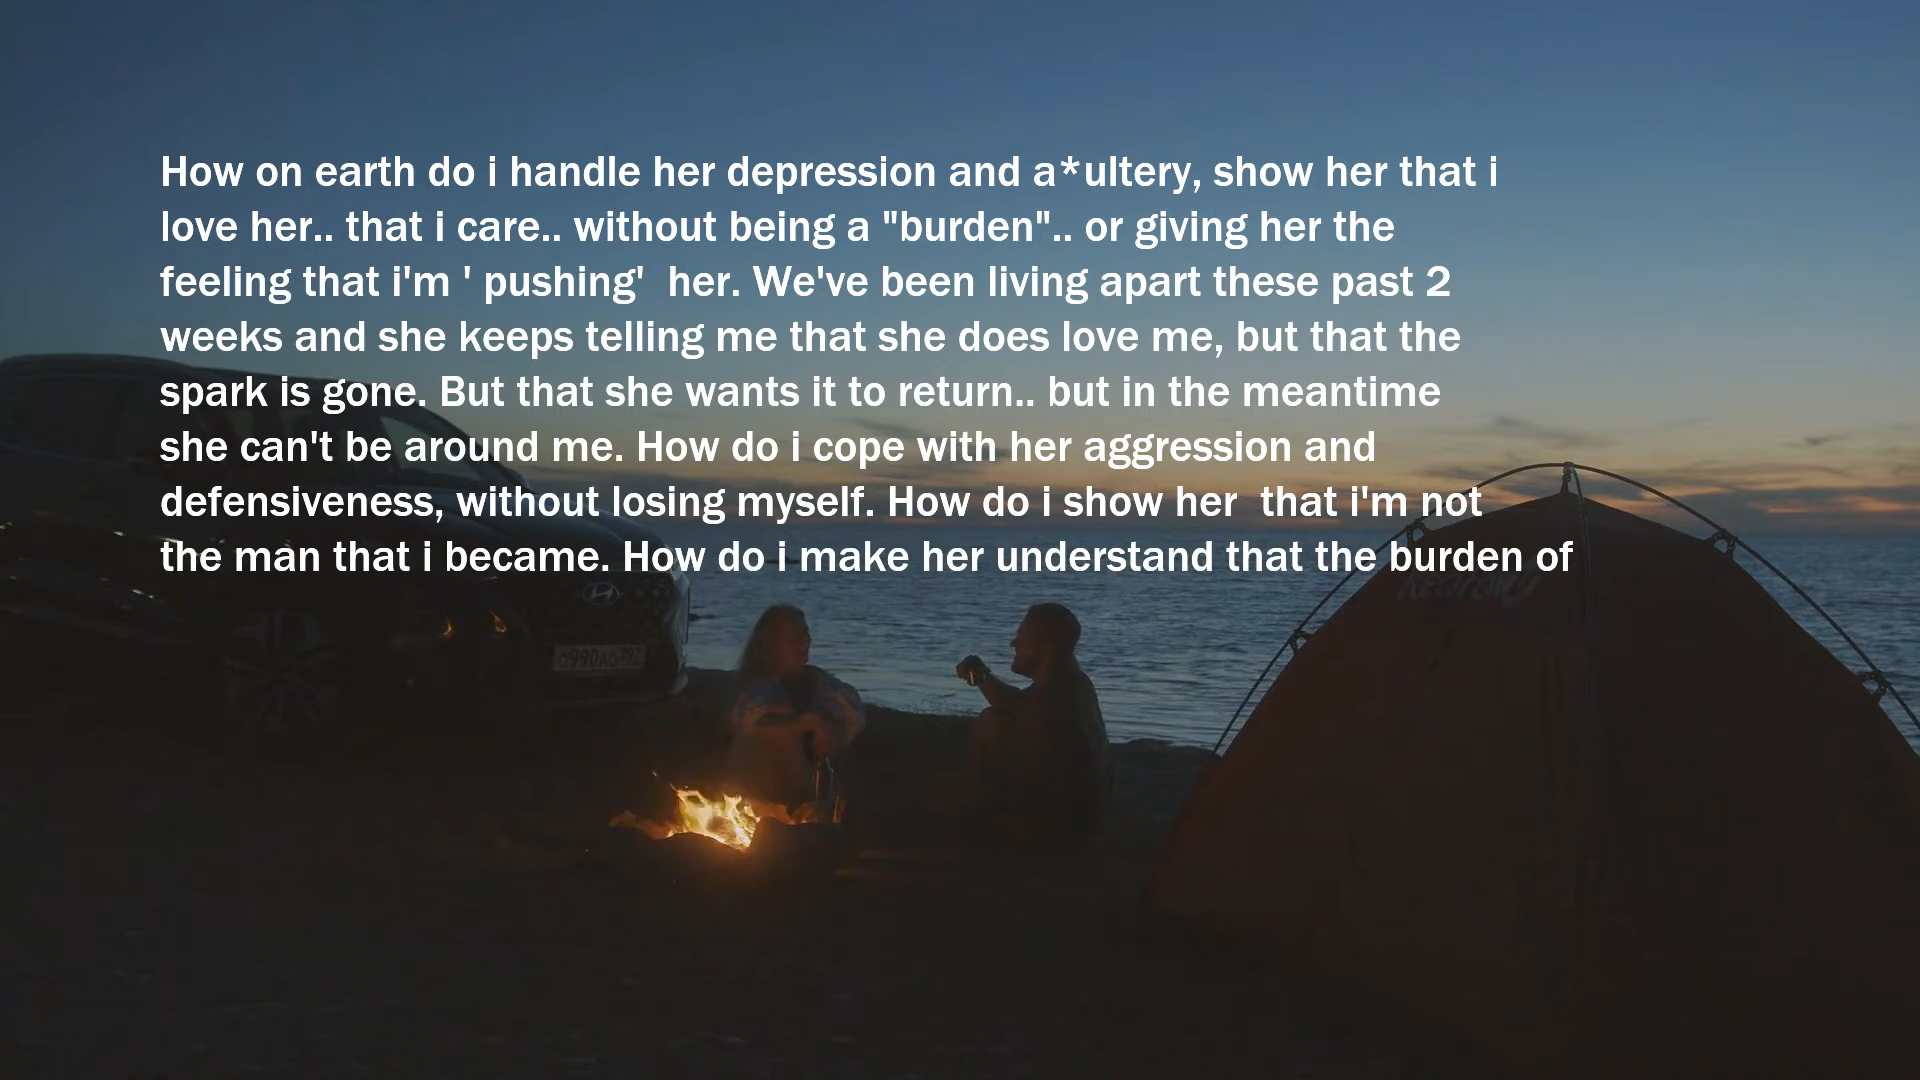 How on earth do i handle her depression and a*ultery, show her that i
love her.. that i care.. without being a "burden".. or giving her the
feeling that i'm ' pushing'  her. We've been living apart these past 2
weeks and she keeps telling me that she does love me, but that the
spark is gone. But that she wants it to return.. but in the meantime
she can't be around me. How do i cope with her aggression and
defensiveness, without losing myself. How do i show her  that i'm not
the man that i became. How do i make her understand that the burden of